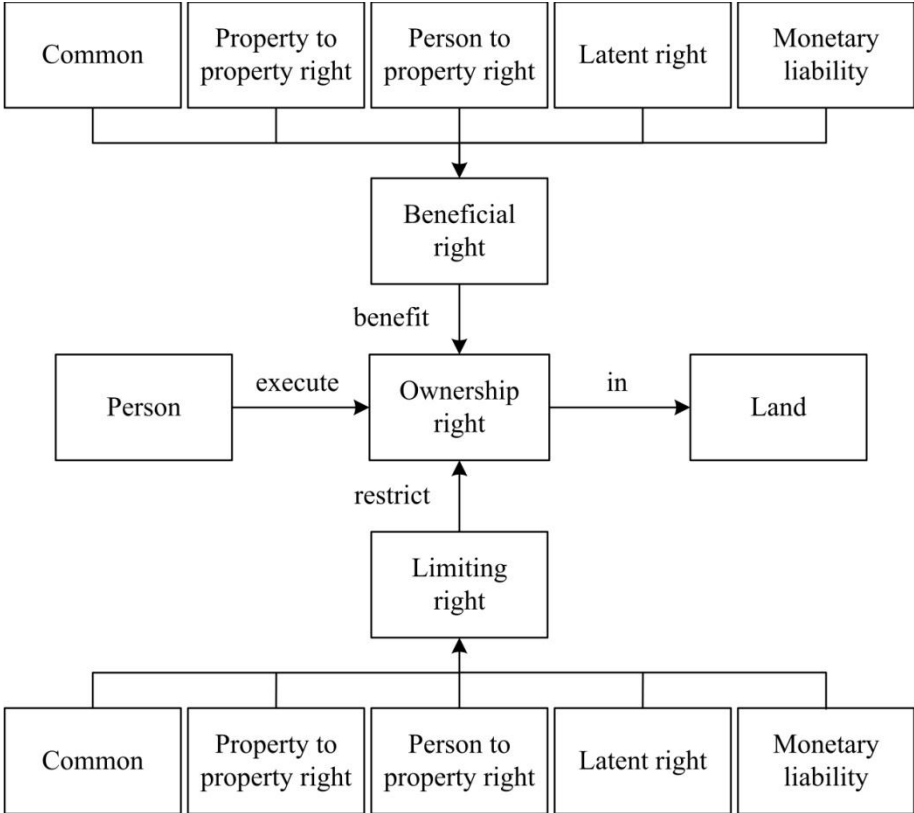 Common
Property to
property right
Person to
property right
Latent right
Monetary
liability
Beneficial
right
benefit
Person
execute
Ownership
right
in
Land
restrict
Limiting
right
Common
Property to
property right
Person to
property right
Latent right
Monetary
liability